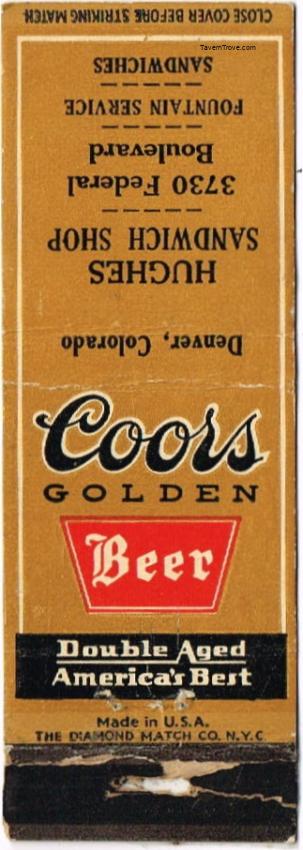 CLOSE COVER BEFORE STRIKING MATCH
TavernTrove.com
Denver, Colorado
HUGHES
SANDWICH SHOP
3730 Federal
Boulevard
FOUNTAIN SERVICE
SANDWICHES
Coors
GOLDEN
Beer
Double Aged
America's Best
Made in U.S.A.
THE DIAMOND MATCH CO. N.Y.C